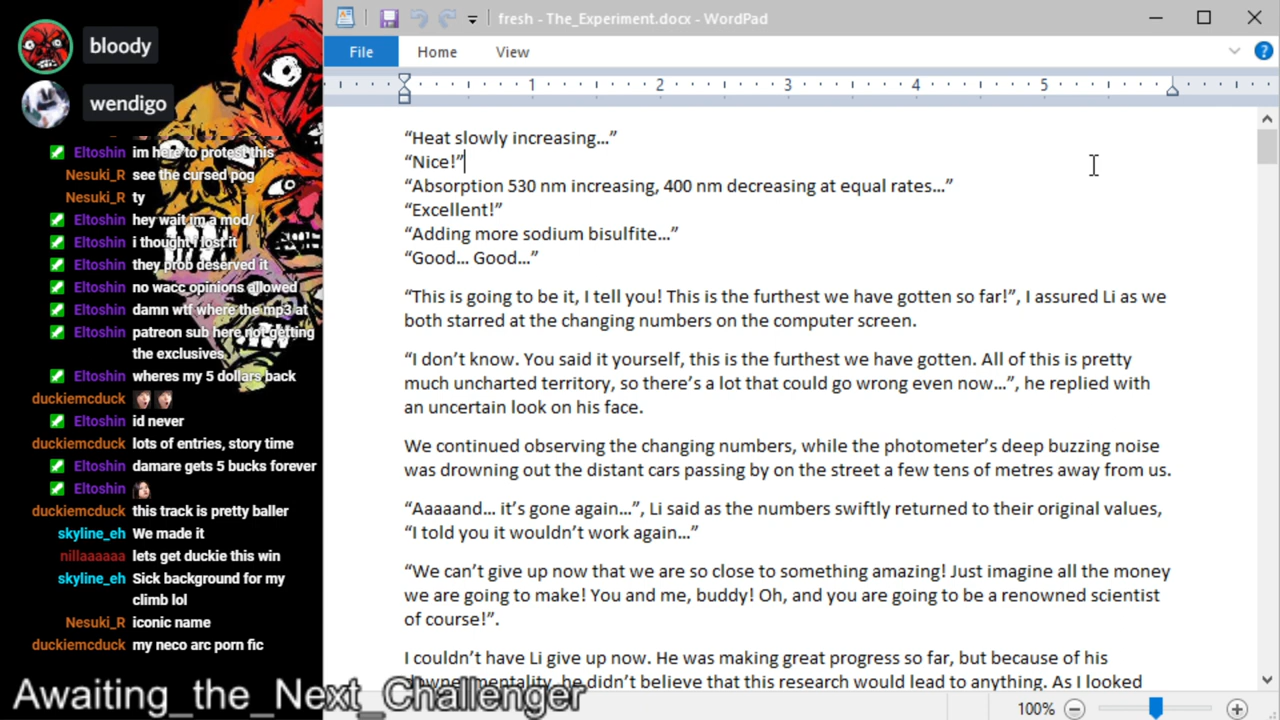 bloody
wendigo
Eltoshin im here to protest this
Nesuki_R see the cursed pog
Nesuki_R ty
Eltoshin hey wait im a mod/
Eltoshin i thought i lost it
Eltoshin they prob deserved it
Eltoshin no wacc opinions allowed
Eltoshin damn wtf where the mp3 at
Eltoshin patreon sub here not getting
the exclusives
Eltoshin wheres my 5 dollars back
duckiemcduck
Eltoshin id never
duckiemcduck lots of entries, story time
Eltoshin damare gets 5 bucks forever
Eltoshin
duckiemcduck this track is pretty baller
skyline_eh We made it
nillaaaaaa lets get duckie this win
skyline_eh Sick background for my
climb lol
Nesuki_R iconic name
duckiemcduck my neco arc porn fic
Awaiting_the_Next_Challenger
fresh - The_Experiment.docx - WordPad
File Home View
1 2 3 4 5
“Heat slowly increasing…”
“Nice!”
“Absorption 530 nm increasing, 400 nm decreasing at equal rates…”
“Excellent!”
“Adding more sodium bisulfite…”
“Good… Good…”
“This is going to be it, I tell you! This is the furthest we have gotten so far!”, I assured Li as we
both starred at the changing numbers on the computer screen.
“I don’t know. You said it yourself, this is the furthest we have gotten. All of this is pretty
much uncharted territory, so there’s a lot that could go wrong even now…”, he replied with
an uncertain look on his face.
We continued observing the changing numbers, while the photometer’s deep buzzing noise
was drowning out the distant cars passing by on the street a few tens of metres away from us.
“Aaaaand… it’s gone again…”, Li said as the numbers swiftly returned to their original values,
“I told you it wouldn’t work again…”
“We can’t give up now that we are so close to something amazing! Just imagine all the money
we are going to make! You and me, buddy! Oh, and you are going to be a renowned scientist
of course!”.
I couldn’t have Li give up now. He was making great progress so far, but because of his
downer mentality, he didn’t believe that this research would lead to anything. As I looked
100%